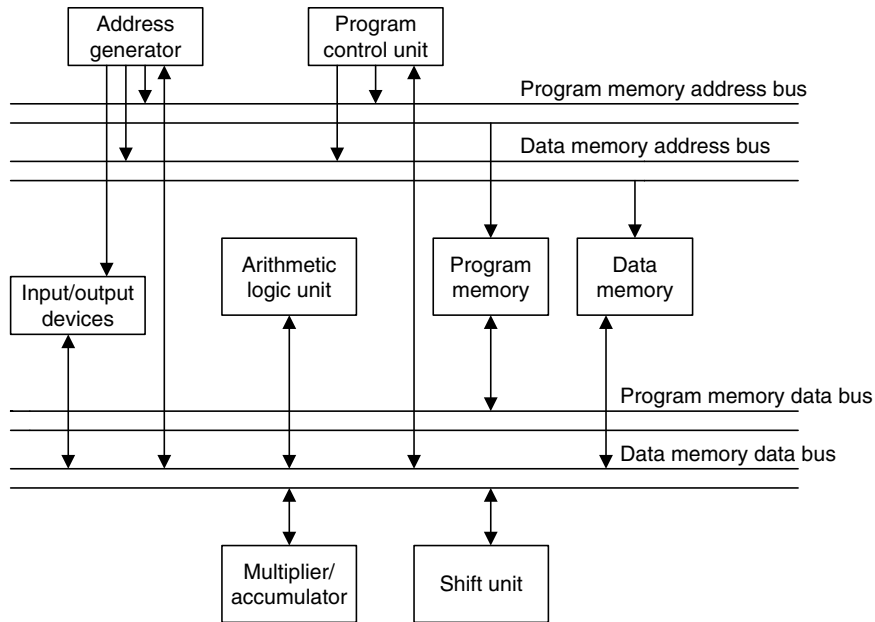 Address
generator
Program
control unit
Program memory address bus
Data memory address bus
Input/output
devices
Arithmetic
logic unit
Program
memory
Data
memory
Program memory data bus
Data memory data bus
Multiplier/
accumulator
Shift unit